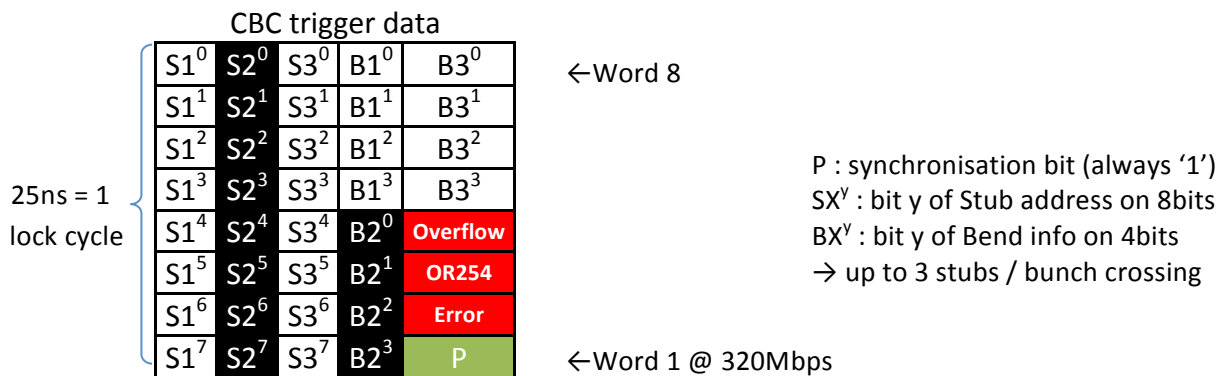 CBC trigger data
S1⁰ S2⁰ S3⁰ B1⁰ B3⁰ ←Word 8
S1¹ S2¹ S3¹ B1¹ B3¹
S1² S2² S3² B1² B3²
S1³ S2³ S3³ B1³ B3³
S1⁴ S2⁴ S3⁴ B2⁰ Overflow
S1⁵ S2⁵ S3⁵ B2¹ OR254
S1⁶ S2⁶ S3⁶ B2² Error
S1⁷ S2⁷ S3⁷ B2³ P ←Word 1 @ 320Mbps
25ns = 1
lock cycle
P : synchronisation bit (always ‘1’)
SXʸ : bit y of Stub address on 8bits
BXʸ : bit y of Bend info on 4bits
→ up to 3 stubs / bunch crossing